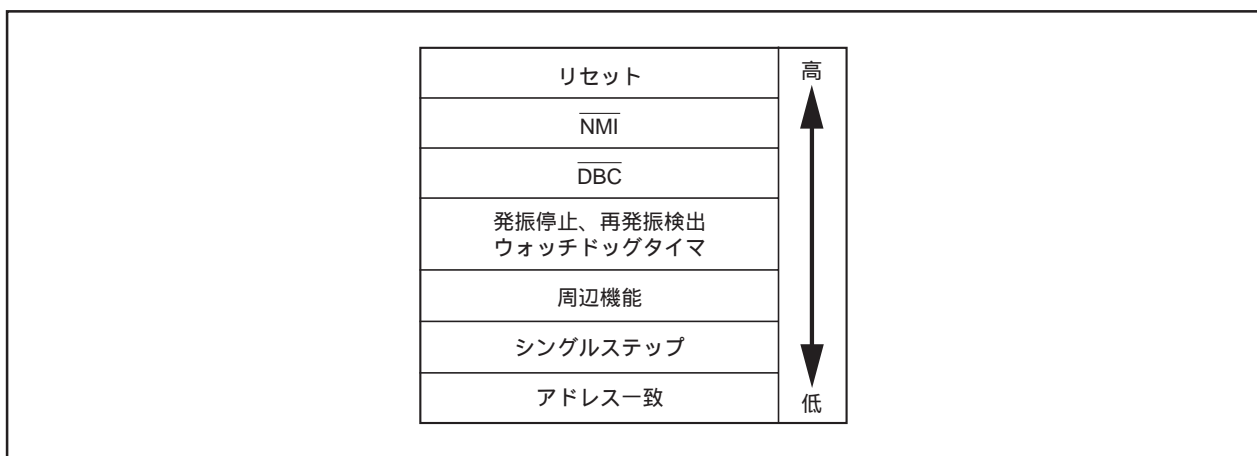 リセット
高
N̅M̅I̅
D̅B̅C̅
発振停止、再発振検出
ウォッチドッグタイマ
周辺機能
シングルステップ
アドレス一致
低